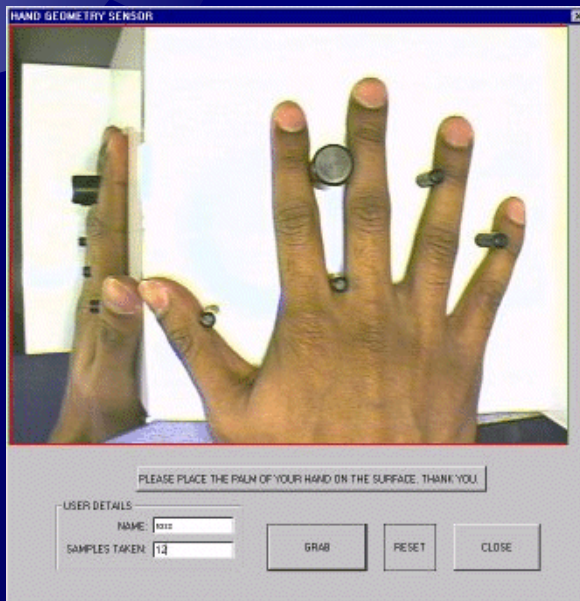 HAND GEOMETRY SENSOR
PLEASE PLACE THE PALM OF YOUR HAND ON THE SURFACE. THANK YOU.
USER DETAILS
NAME:
SAMPLES TAKEN: 12
GRAB
RESET
CLOSE